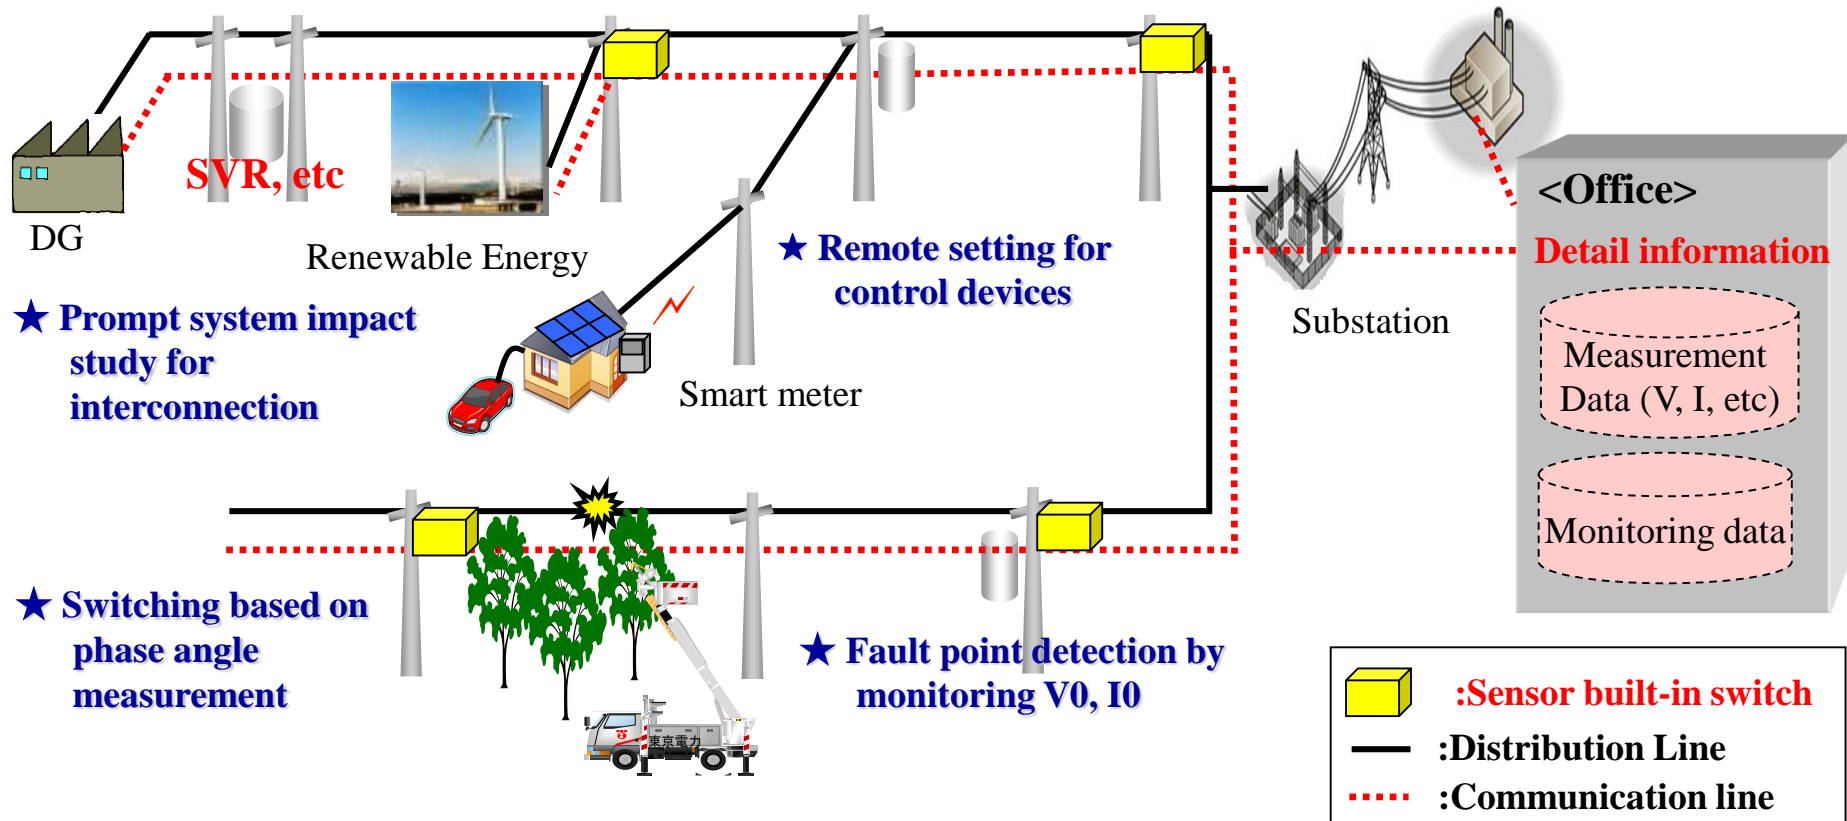 SVR, etc
DG
Renewable Energy
★ Remote setting for
control devices
★ Prompt system impact
study for
interconnection
Smart meter
Substation
<Office>
Detail information
Measurement
Data (V, I, etc)
Monitoring data
★ Switching based on
phase angle
measurement
東京電力
★ Fault point detection by
monitoring V0, I0
:Sensor built-in switch
:Distribution Line
:Communication line